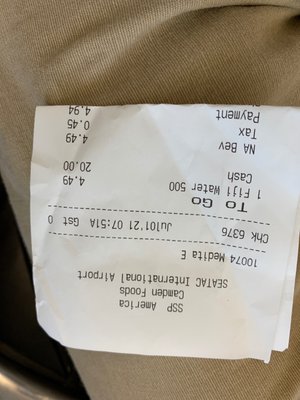 SSP America
Camden Foods
SEATAC International Airport
10074 Medita E
Chk 6376 Jul01'21 07:51A Gst 0
To Go
1 Fiji Water 500 4.49
Cash 20.00
NA Bev 4.49
Tax 0.45
Payment 4.94